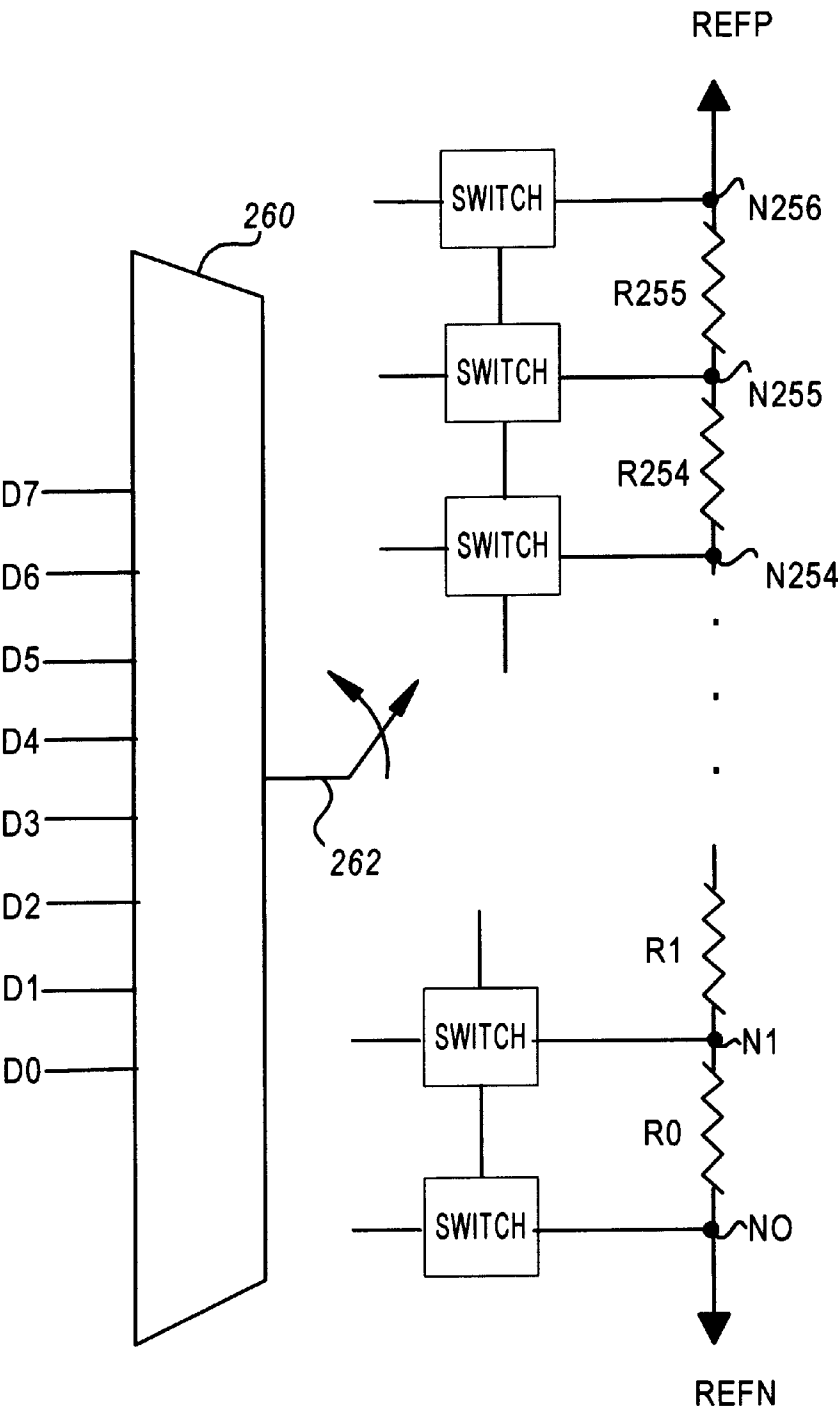 REFP
SWITCH
N256
260
R255
SWITCH
N255
R254
D7
SWITCH
N254
D6
D5
D4
D3
262
D2
R1
D1
SWITCH
N1
D0
R0
SWITCH
NO
REFN